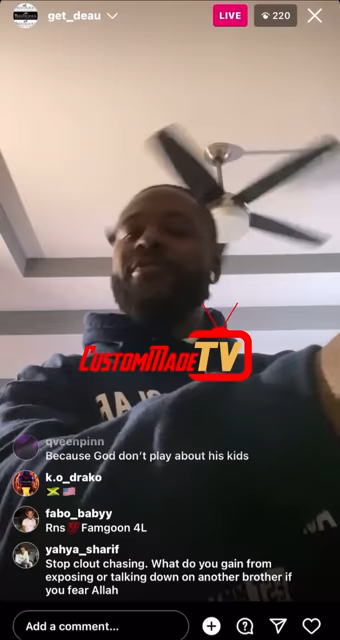 get_deau
LIVE
220
CUSTOMMADETV
qveenpinn
Because God don't play about his kids
k.o_drako
🇯🇲 🇺🇸
fabo_babyy
Rns💯Famgoon 4L
yahya_sharif
Stop clout chasing. What do you gain from
exposing or talking down on another brother if
you fear Allah
Add a comment...